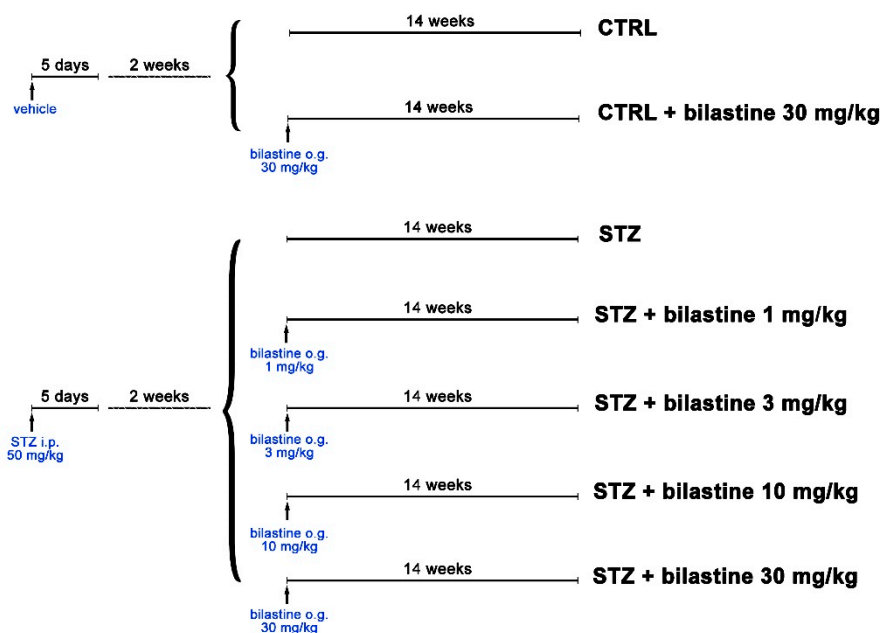 14 weeks
CTRL
5 days
2 weeks
vehicle
14 weeks
CTRL + bilastine 30 mg/kg
bilastine o.g.
30 mg/kg
14 weeks
STZ
14 weeks
STZ + bilastine 1 mg/kg
bilastine o.g.
1 mg/kg
5 days
2 weeks
STZ i.p.
50 mg/kg
14 weeks
STZ + bilastine 3 mg/kg
bilastine o.g.
3 mg/kg
14 weeks
STZ + bilastine 10 mg/kg
bilastine o.g.
10 mg/kg
14 weeks
STZ + bilastine 30 mg/kg
bilastine o.g.
30 mg/kg